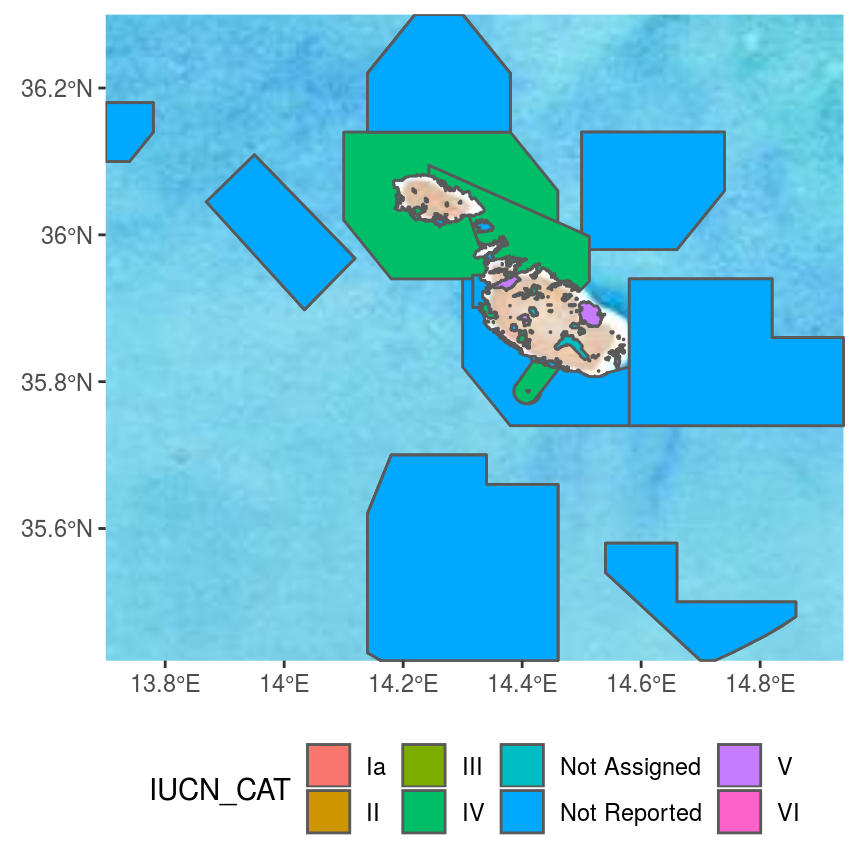 36.2°N
36°N
35.8°N
35.6°N
13.8°E 14°E 14.2°E 14.4°E 14.6°E 14.8°E
IUCN_CAT
Ia III Not Assigned V
II IV Not Reported VI